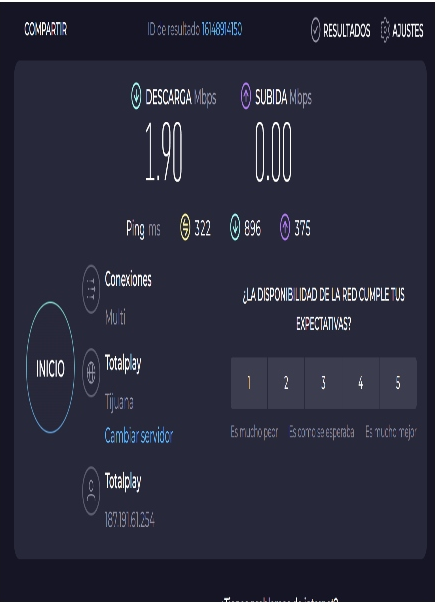 COMPARTIR
ID de resultado 16148914150
RESULTADOS
AJUSTES
DESCARGA Mbps
SUBIDA Mbps
1.90
0.00
Ping ms 322 896 375
Conexiones
Multi
Totalplay
Tijuana
Cambiar servidor
Totalplay
187.191.61.254
INICIO
¿LA DISPONIBILIDAD DE LA RED CUMPLE TUS
EXPECTATIVAS?
1 2 3 4 5
Es mucho peor Es como se esperaba Es mucho mejor